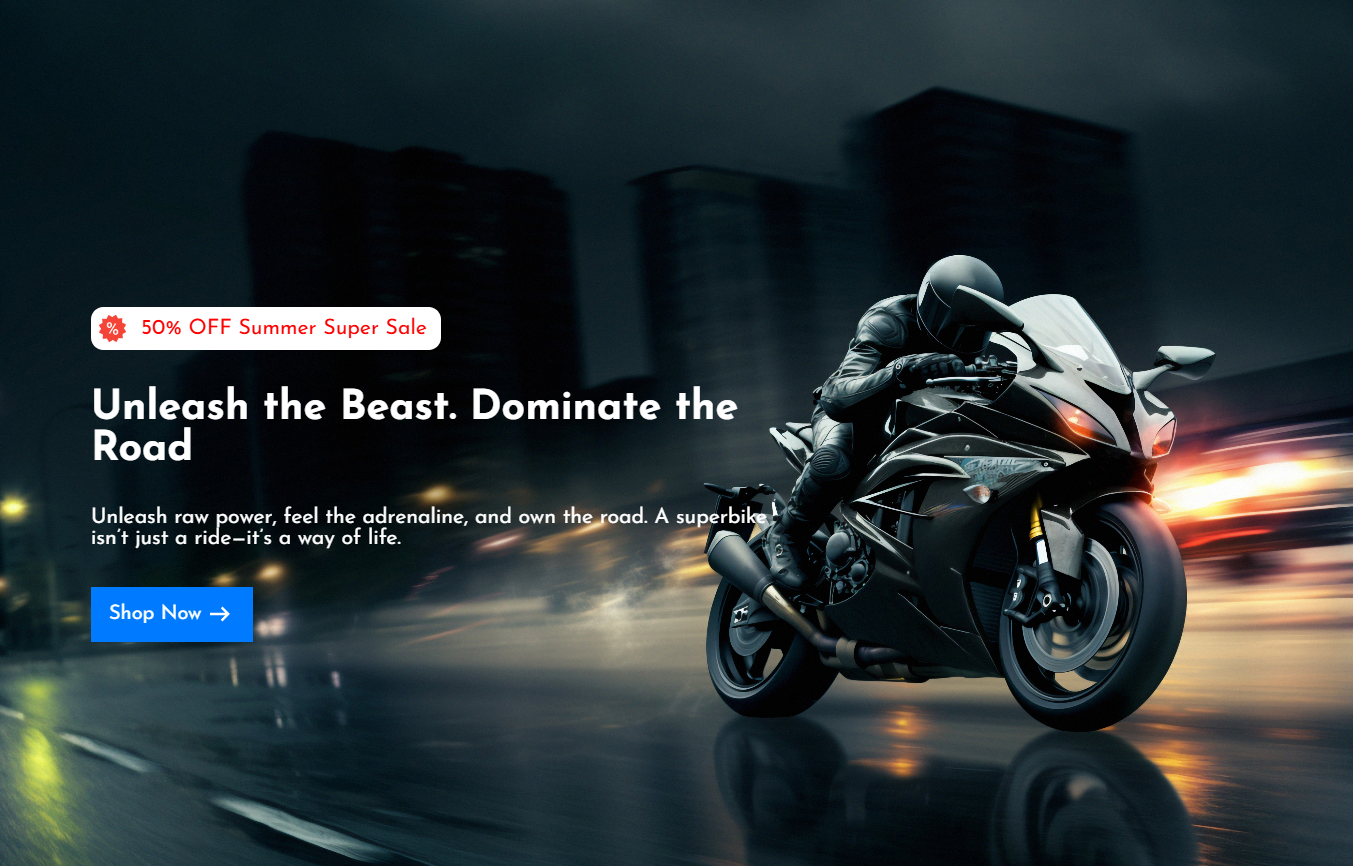 % 50% OFF Summer Super Sale
Unleash the Beast. Dominate the
Road
Unleash raw power, feel the adrenaline, and own the road. A superbike
isn't just a ride—it's a way of life.
Shop Now →